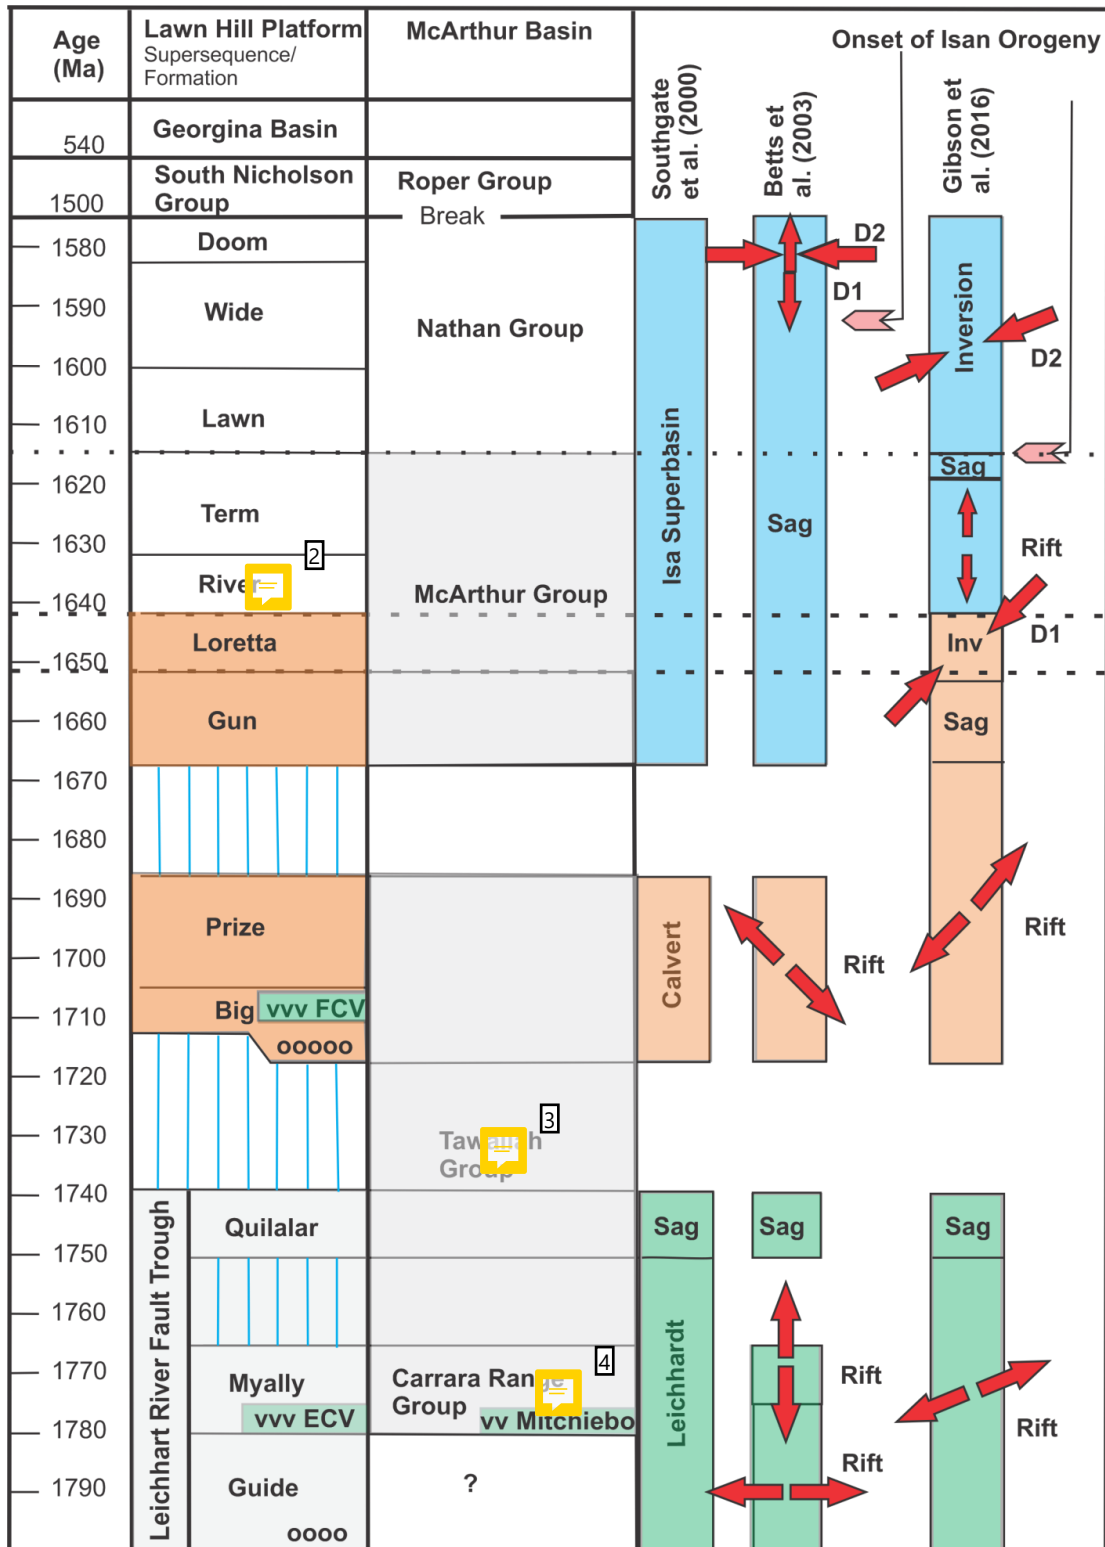 Age
(Ma)
Lawn Hill Platform
Supersequence/
Formation
McArthur Basin
Onset of Isan Orogeny
Southgate
et al. (2000)
Betts et
al. (2003)
Gibson et
al. (2016)
540
Georgina Basin
1500
South Nicholson
Group
Roper Group
Break
1580
Doom
D2
1590
Wide
Nathan Group
D1
Inversion
1600
D2
1610
Lawn
1620
Sag
Term
Isa Superbasin
Sag
1630
2
Rift
River
1640
McArthur Group
Loretta
Inv
D1
1650
1660
Gun
Sag
1670
1680
1690
Prize
Calvert
Rift
1700
Rift
1710
Big
vvv FCV
ooooo
1720
1730
3
Tawallah
Group
1740
Leichhart River Fault Trough
Quilalar
Sag
Sag
Sag
1750
1760
Leichhardt
1770
4
Myally
Carrara Range
Group
Rift
vvv ECV
vv Mitchiebo
1780
Rift
Rift
1790
Guide
?
oooo